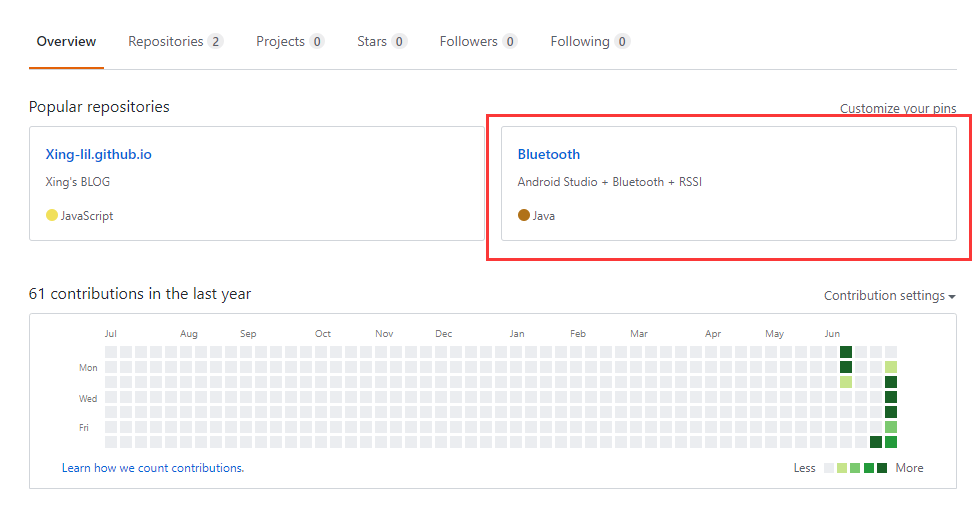 Overview Repositories 2 Projects 0 Stars 0 Followers 0 Following 0
Popular repositories Customize your pins
Xing-lil.github.io
Xing's BLOG
JavaScript
Bluetooth
Android Studio + Bluetooth + RSSI
Java
61 contributions in the last year Contribution settings
Jul Aug Sep Oct Nov Dec Jan Feb Mar Apr May Jun
Mon
Wed
Fri
Learn how we count contributions. Less More